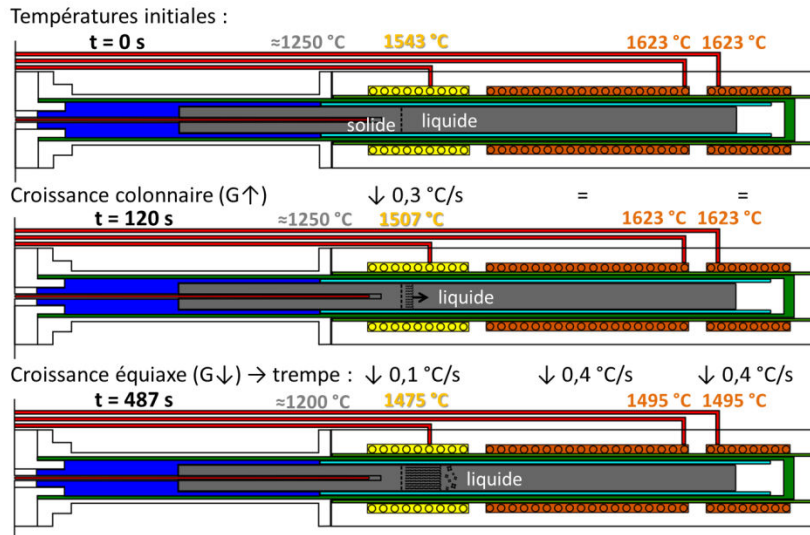 Températures initiales :
t = 0 s ≈1250 °C 1543 °C 1623 °C 1623 °C
solide liquide
Croissance colonnaire (G↑) ↓ 0,3 °C/s = =
t = 120 s ≈1250 °C 1507 °C 1623 °C 1623 °C
liquide
Croissance équiaxe (G↓) → trempe : ↓ 0,1 °C/s ↓ 0,4 °C/s ↓ 0,4 °C/s
t = 487 s ≈1200 °C 1475 °C 1495 °C 1495 °C
liquide